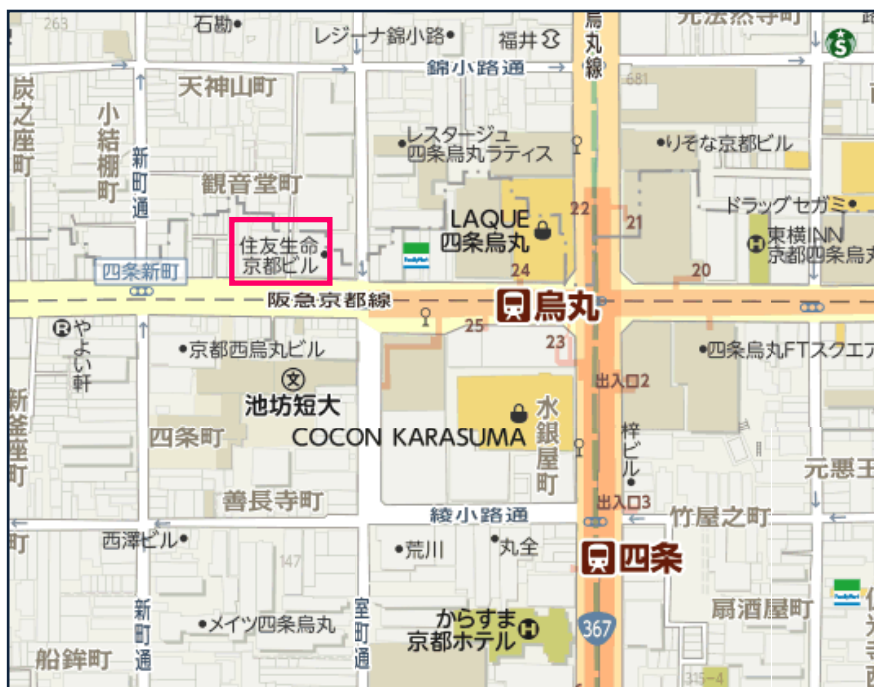 263
石勘
レジーナ錦小路
福井
烏丸線
元法然寺町
S
天神山町
錦小路通
681
炭之座町
小結棚町
新町通
レスタージュ
四条烏丸ラティス
りそな京都ビル
観音堂町
22
21
LAQUE
四条烏丸
ドラッグセガミ
住友生命
京都ビル
FamilyMart
H
東横INN
京都四条烏丸
四条新町
24
20
阪急京都線
烏丸
R
やよい軒
京都西烏丸ビル
25
23
四条烏丸FTスクエア
文
池坊短大
出入口2
新釜座町
四条町
COCON KARASUMA
水銀屋町
梓ビル
元悪王
善長寺町
綾小路通
出入口3
竹屋之町
町
西澤ビル
147
荒川
丸全
四条
FamilyMart
新町通
室町通
メイツ四条烏丸
からすま
京都ホテル
H
367
扇酒屋町
船鉾町
315-4